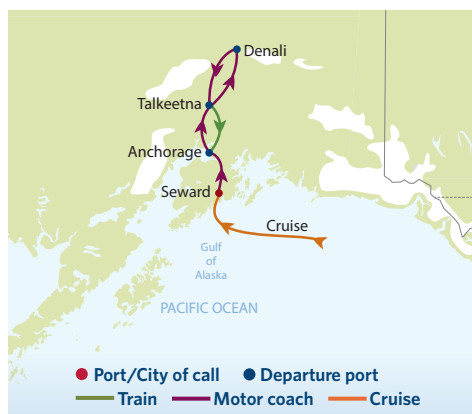 Denali
Talkeetna
Anchorage
Seward
Cruise
Gulf
of
Alaska
PACIFIC OCEAN
Port/City of call
Departure port
Train
Motor coach
Cruise